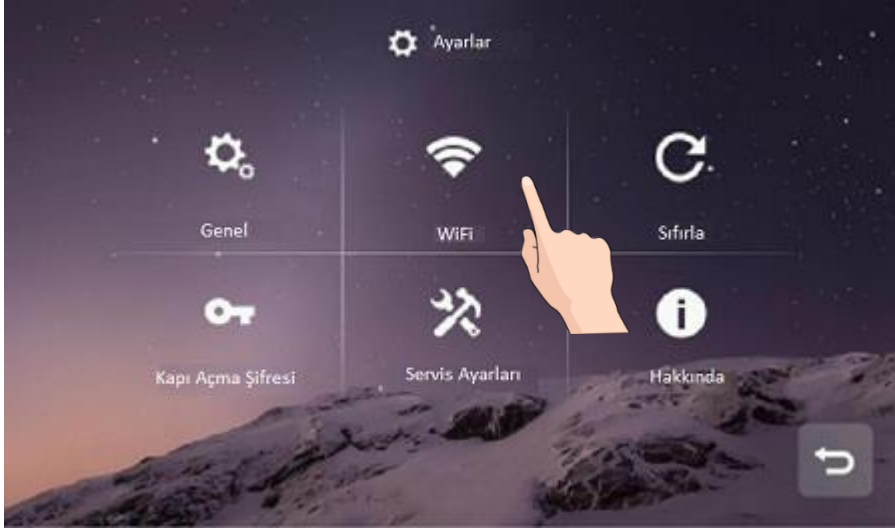 Ayarlar
Genel
WiFi
Sıfırla
Kapı Açma Şifresi
Servis Ayarları
Hakkında